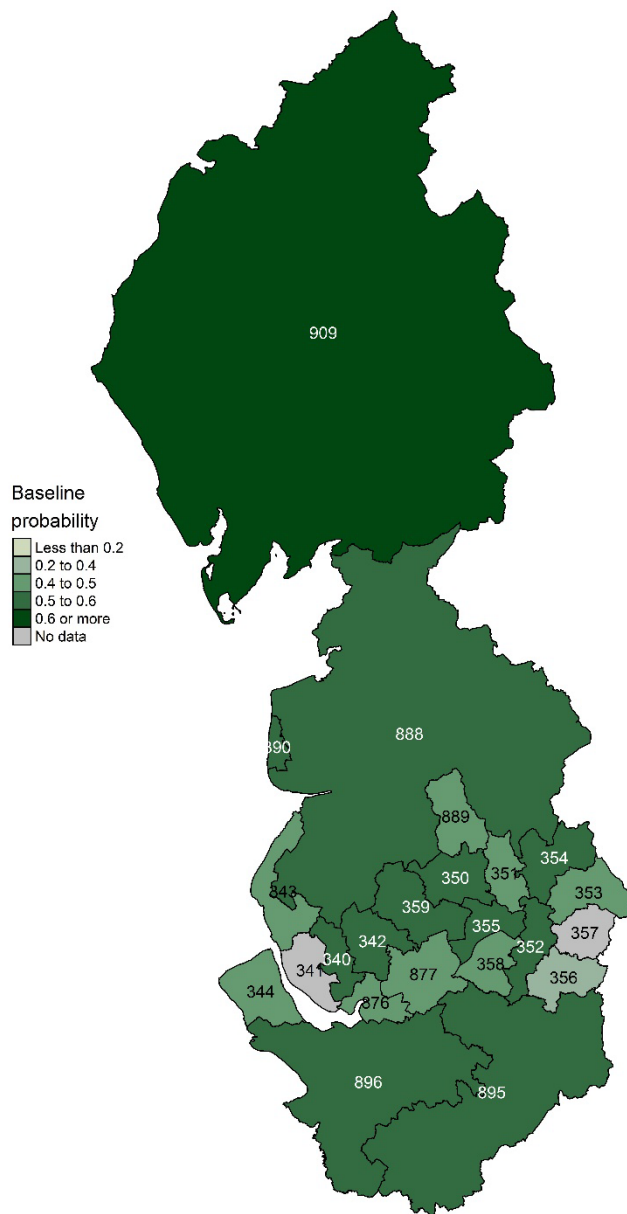 909
Baseline
probability
Less than 0.2
0.2 to 0.4
0.4 to 0.5
0.5 to 0.6
0.6 or more
No data
888
890
889
354
351
350
353
343
359
355
357
342
352
340
358
341
877
356
344
876
896
895